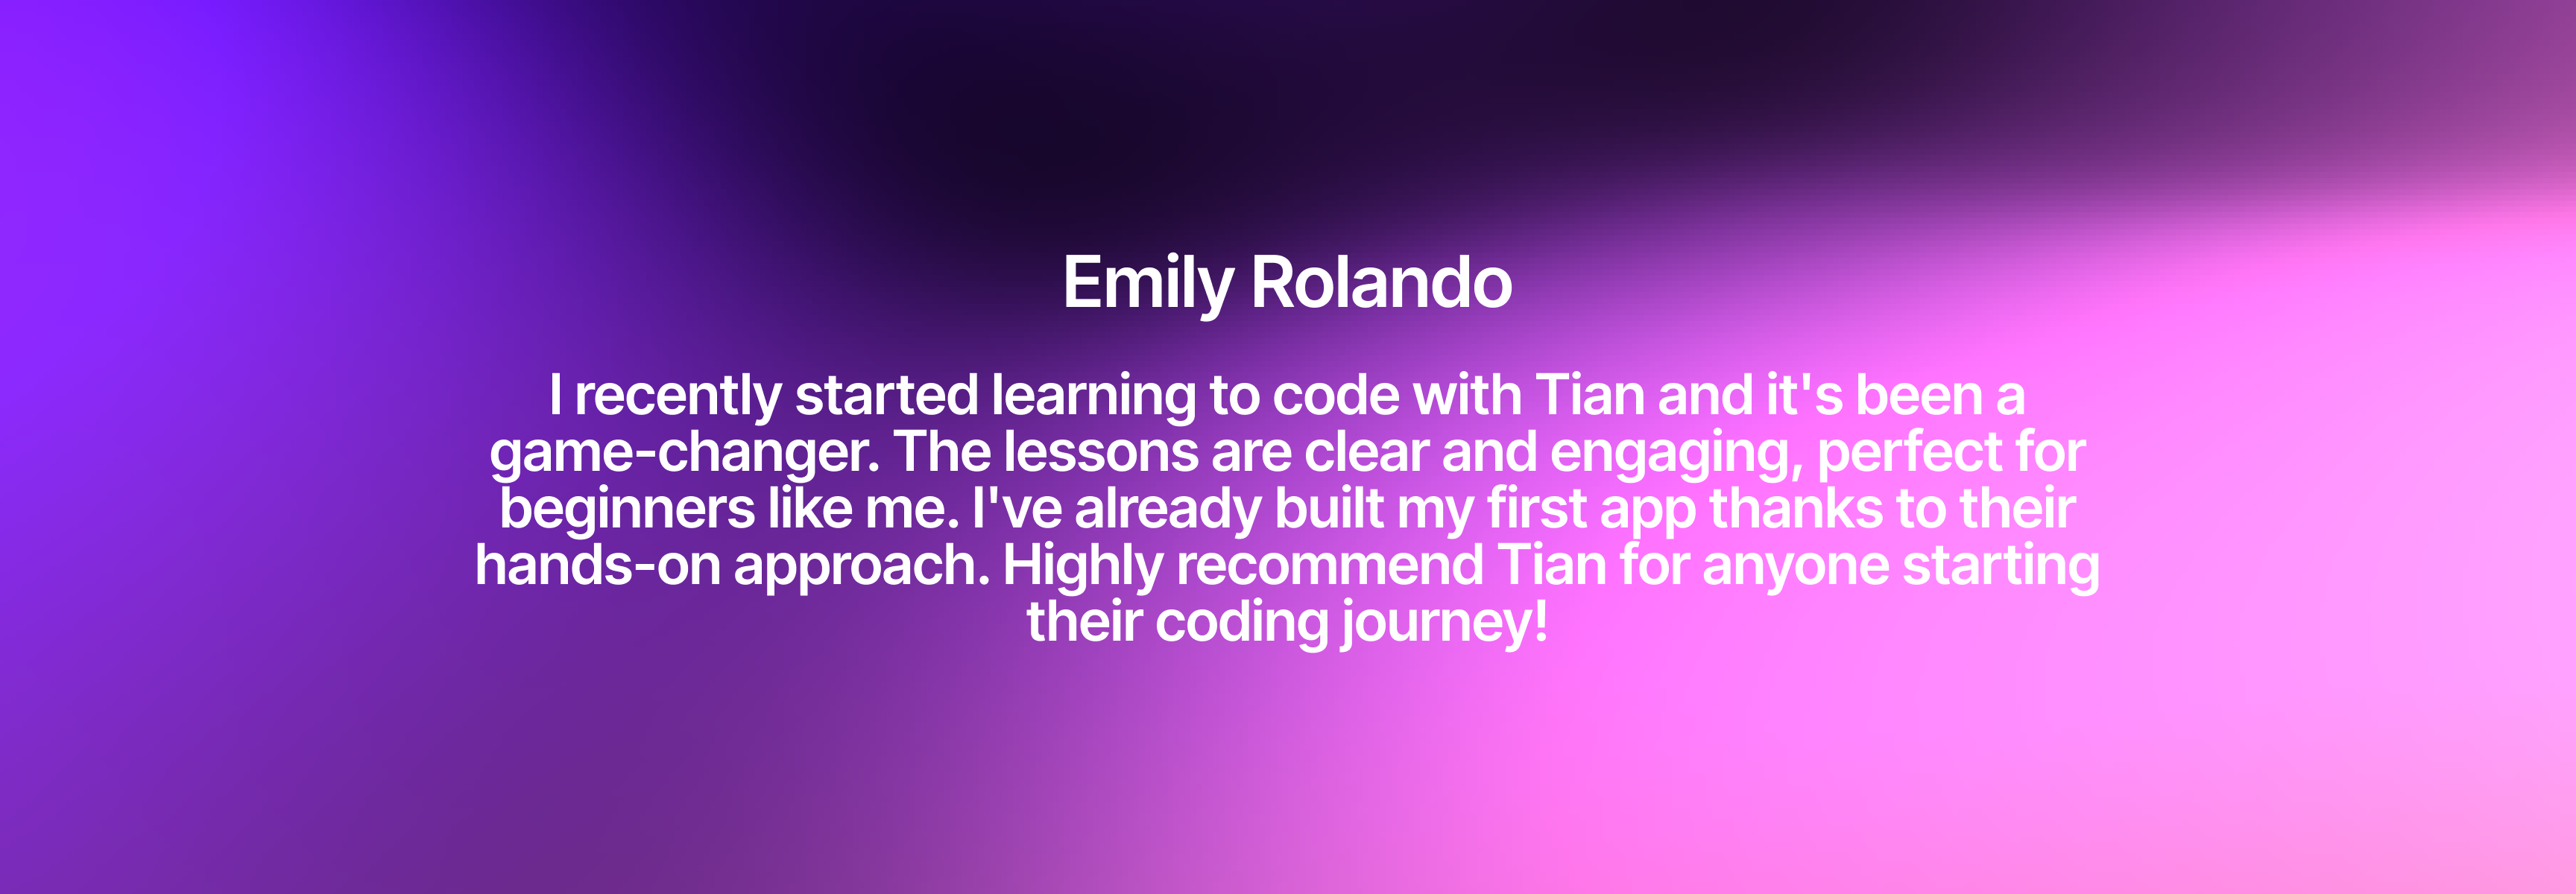 Emily Rolando
I recently started learning to code with Tian and it's been a
game-changer. The lessons are clear and engaging, perfect for
beginners like me. I've already built my first app thanks to their
hands-on approach. Highly recommend Tian for anyone starting
their coding journey!